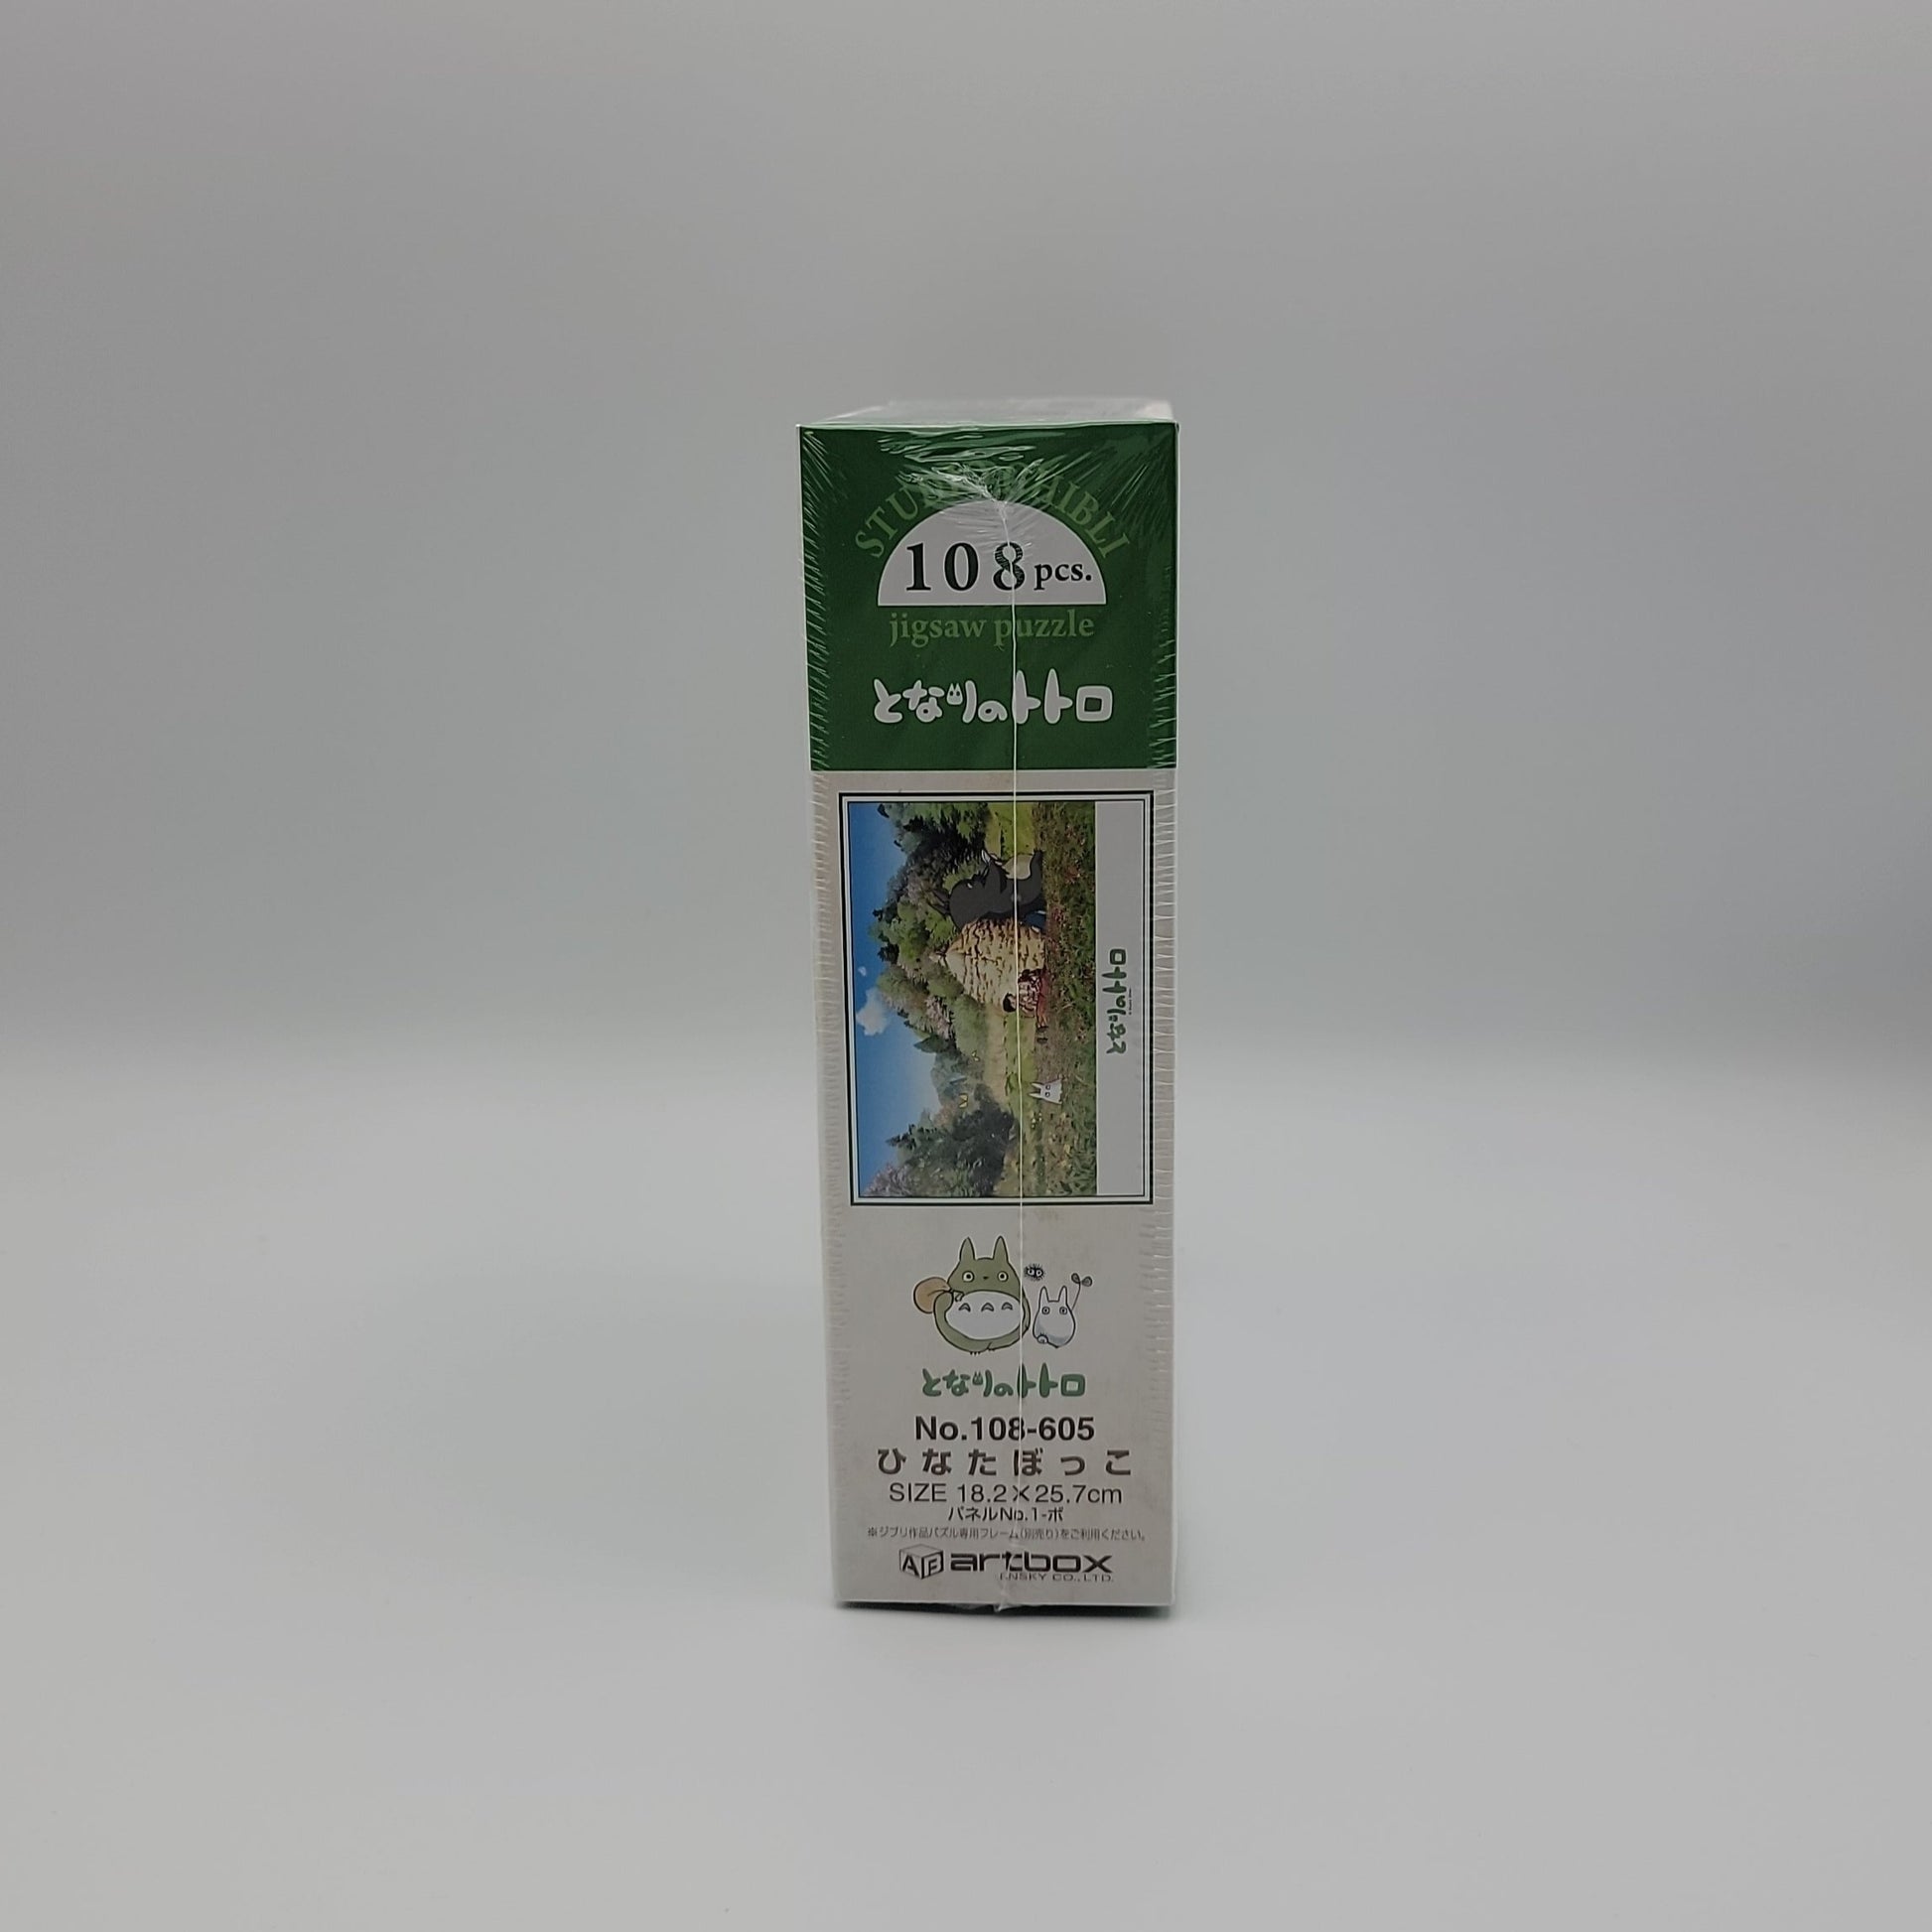 STUDIO GHIBLI
108pcs.
jigsaw puzzle
となりのトトロ
となりのトトロ
となりのトトロ
No.108-605
ひなたぼっこ
SIZE 18.2×25.7cm
パネルNo.1-ボ
※ジブリ作品パズル専用フレーム(別売り)をご利用ください。
AB artbox
ENSKY CO.,LTD.